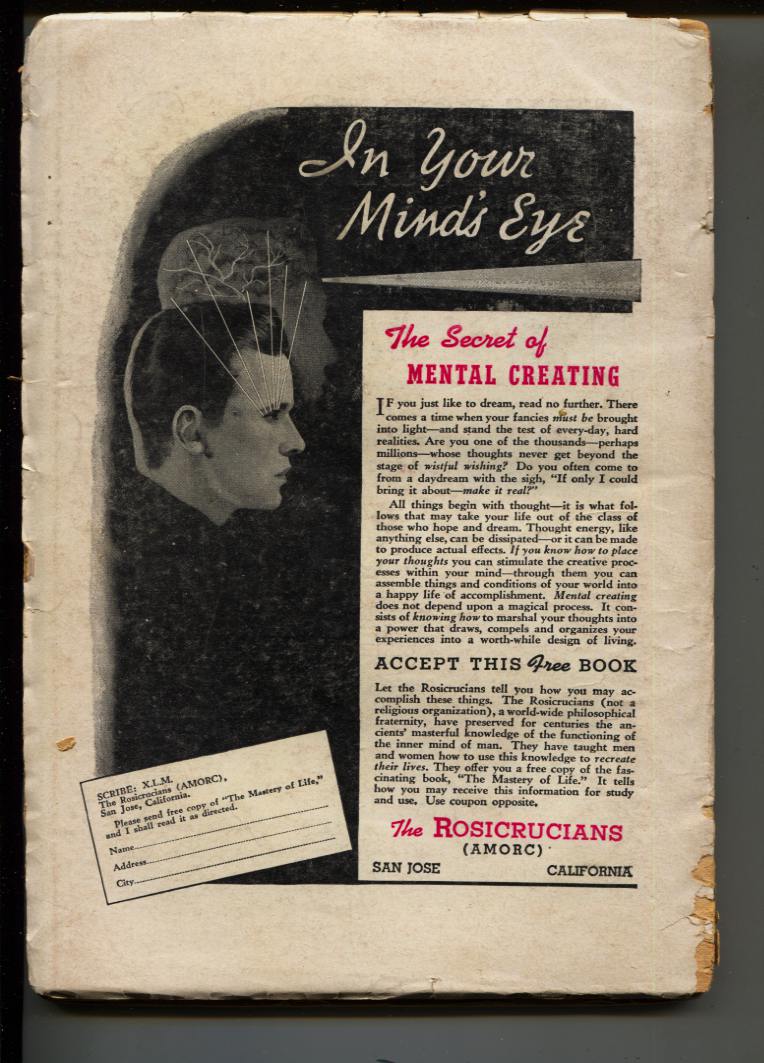 In Your
Mind's Eye
The Secret of
MENTAL CREATING
IF you just like to dream, read no further. There
comes a time when your fancies must be brought
into light—and stand the test of every-day, hard
realities. Are you one of the thousands—perhaps
millions—whose thoughts never get beyond the
stage of wistful wishing? Do you often come to
from a daydream with the sigh, "If only I could
bring it about—make it real?"
All things begin with thought—it is what fol-
lows that may take your life out of the class of
those who hope and dream. Thought energy, like
anything else, can be dissipated—or it can be made
to produce actual effects. If you know how to place
your thoughts you can stimulate the creative proc-
esses within your mind—through them you can
assemble things and conditions of your world into
a happy life of accomplishment. Mental creating
does not depend upon a magical process. It con-
sists of knowing how to marshal your thoughts into
a power that draws, compels and organizes your
experiences into a worth-while design of living.
ACCEPT THIS Free BOOK
Let the Rosicrucians tell you how you may ac-
complish these things. The Rosicrucians (not a
religious organization), a world-wide philosophical
fraternity, have preserved for centuries the an-
cients' masterful knowledge of the functioning of
the inner mind of man. They have taught men
and women how to use this knowledge to recreate
their lives. They offer you a free copy of the fas-
cinating book, "The Mastery of Life." It tells
how you may receive this information for study
and use. Use coupon opposite.
The ROSICRUCIANS
(AMORC)
SAN JOSE CALIFORNIA
SCRIBE: X.L.M.
The Rosicrucians (AMORC),
San Jose, California.
Please send free copy of "The Mastery of Life,"
and I shall read it as directed.
Name
Address
City